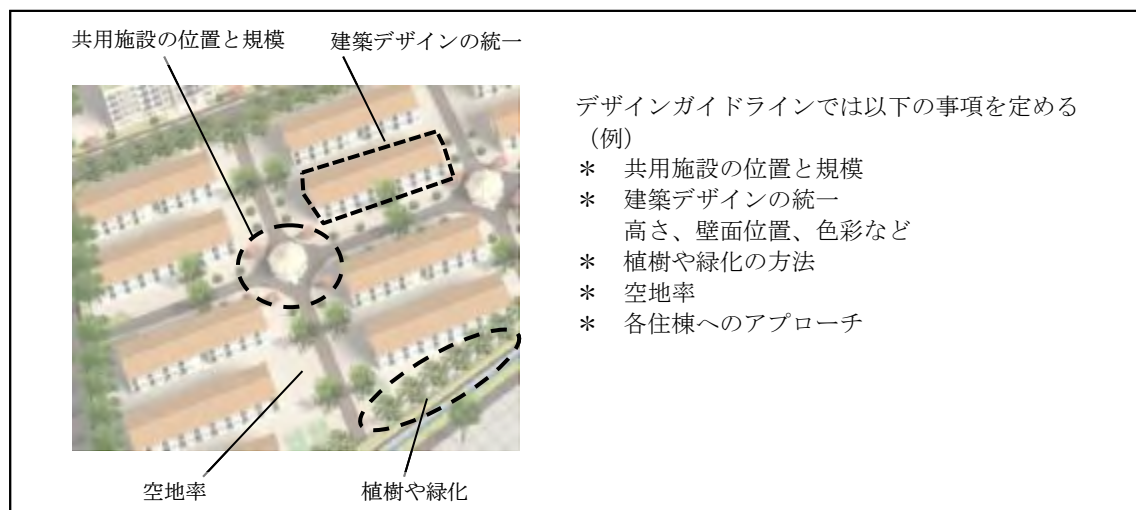 共用施設の位置と規模
建築デザインの統一
デザインガイドラインでは以下の事項を定める
（例）
＊　共用施設の位置と規模
＊　建築デザインの統一
高さ、壁面位置、色彩など
＊　植樹や緑化の方法
＊　空地率
＊　各住棟へのアプローチ
空地率
植樹や緑化